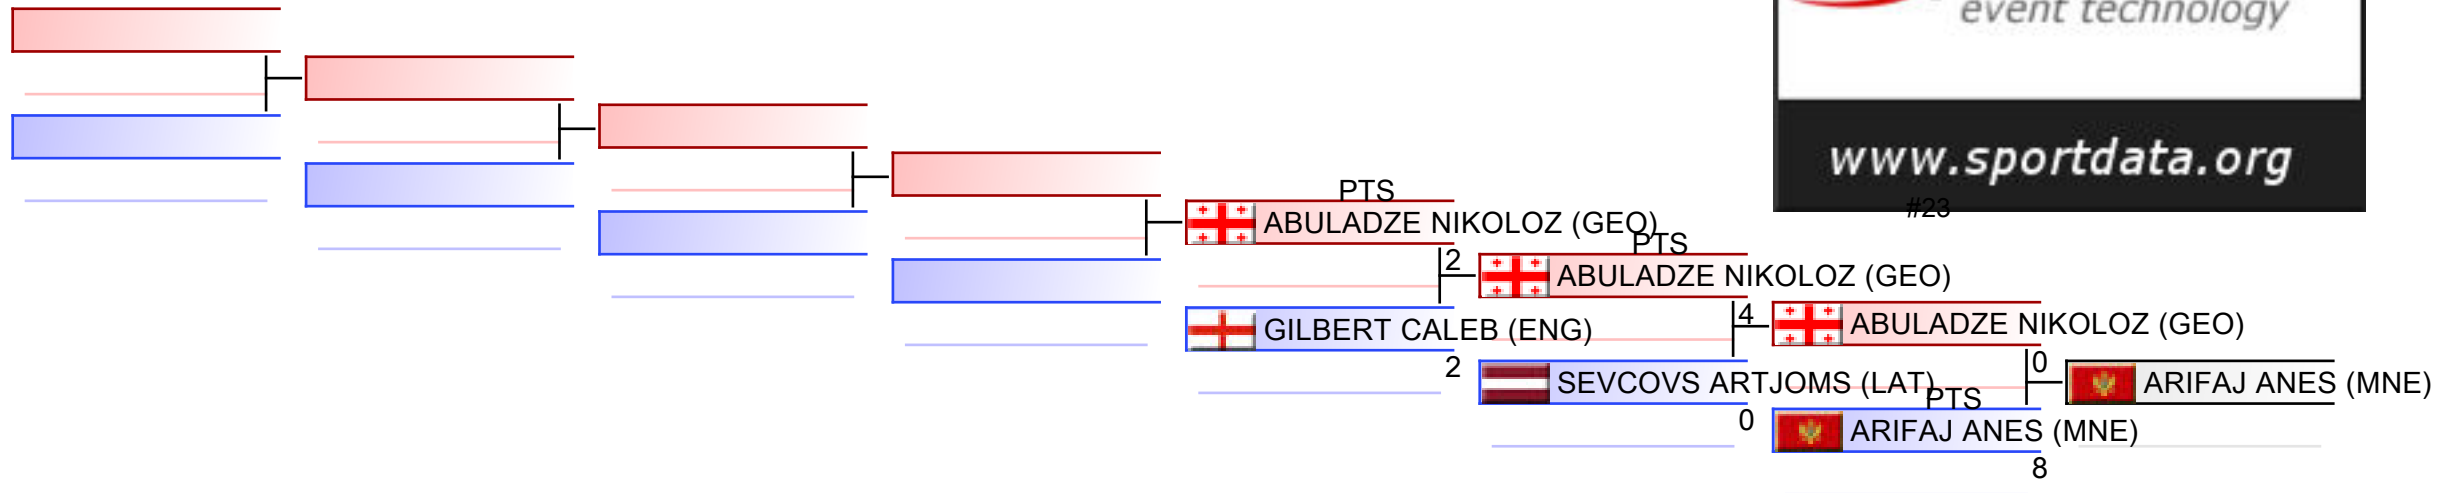 event technology
www.sportdata.org
#23
PTS
ABULADZE NIKOLOZ (GEO)
2
GILBERT CALEB (ENG)
2
PTS
ABULADZE NIKOLOZ (GEO)
4
SEVCOVS ARTJOMS (LAT)
0
ABULADZE NIKOLOZ (GEO)
0
PTS
ARIFAJ ANES (MNE)
8
ARIFAJ ANES (MNE)